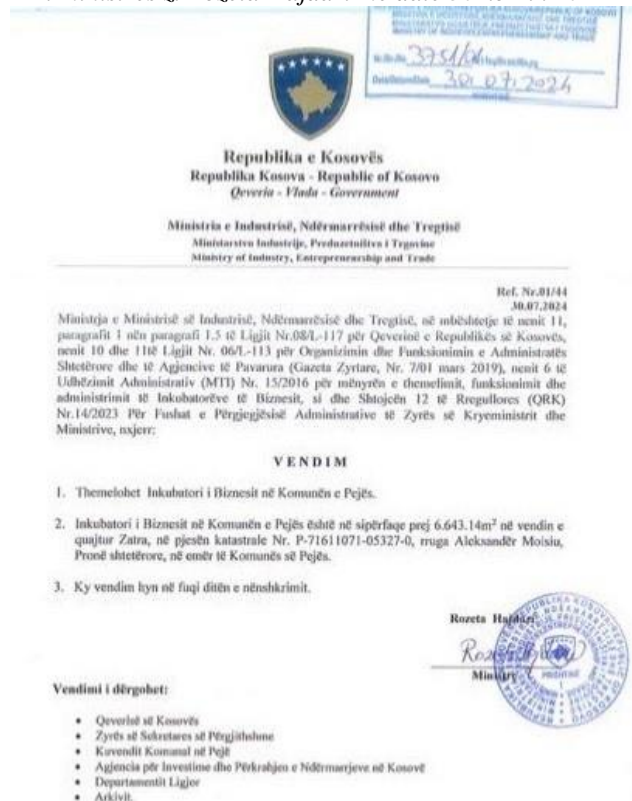 3751/04
30.07.2024
Republika e Kosovës
Republika Kosova - Republic of Kosovo
Qeveria - Vlada - Government
Ministria e Industrisë, Ndërmarrësisë dhe Tregtisë
Ministarstvo Industrije, Preduzetništva i Trgovine
Ministry of Industry, Entrepreneurship and Trade
Ref. Nr.01/44
30.07.2024
Ministrja e Ministrisë së Industrisë, Ndërmarrësisë dhe Tregtisë, në mbështetje të nenit 11,
paragrafit 1 nën paragrafi 1.5 të Ligjit Nr.08/L-117 për Qeverinë e Republikës së Kosovës,
nenit 10 dhe 11të Ligjit Nr. 06/L-113 për Organizimin dhe Funksionimin e Administratës
Shtetërore dhe të Agjencive të Pavarura (Gazeta Zyrtare, Nr. 7/01 mars 2019), nenit 6 të
Udhëzimit Administrativ (MTI) Nr. 15/2016 për mënyrën e themelimit, funksionimit dhe
administrimit të Inkubatorëve të Biznesit, si dhe Shtojcën 12 të Rregullores (QRK)
Nr.14/2023 Për Fushat e Përgjegjësisë Administrative të Zyrës së Kryeministrit dhe
Ministrive, nxjerr:
VENDIM
1. Themelohet Inkubatori i Biznesit në Komunën e Pejës.
2. Inkubatori i Biznesit në Komunën e Pejës është në sipërfaqe prej 6.643.14m² në vendin e
quajtur Zatra, në pjesën katastrale Nr. P-71611071-05327-0, rruga Aleksandër Moisiu,
Pronë shtetërore, në emër të Komunës së Pejës.
3. Ky vendim hyn në fuqi ditën e nënshkrimit.
Rozeta Hajdari
Vendimi i dërgohet:
• Qeverisë së Kosovës
• Zyrës së Sekretares së Përgjithshme
• Kuvendit Komunal në Pejë
• Agjencia për Investime dhe Përkrahjen e Ndërmarrjeve në Kosovë
• Departamentit Ligjor
• Arkivit.